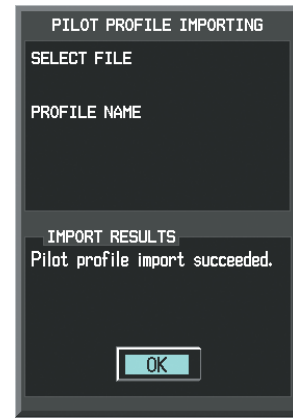 PILOT PROFILE IMPORTING
SELECT FILE
PROFILE NAME
IMPORT RESULTS
Pilot profile import succeeded.
OK